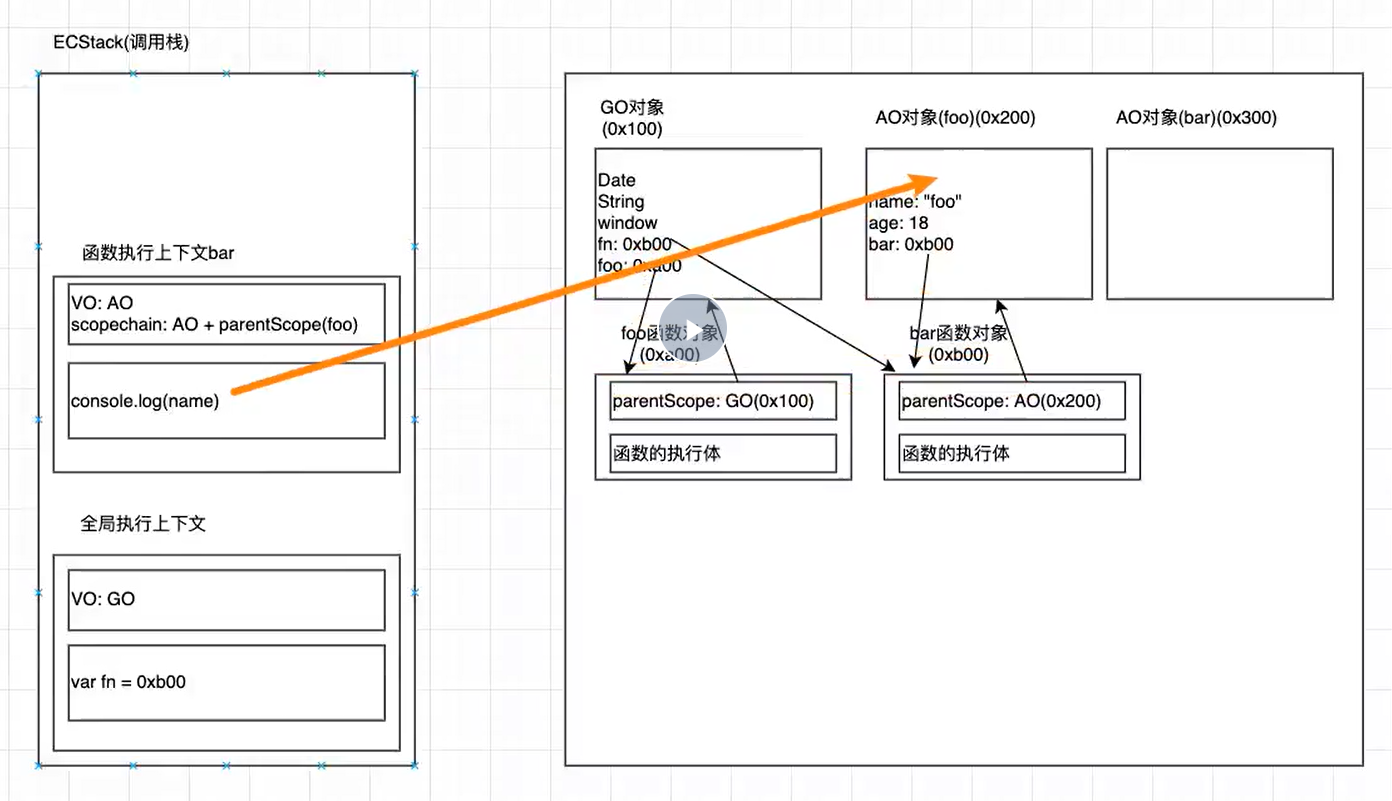 ECStack(调用栈)
函数执行上下文bar
VO: AO
scopechain: AO + parentScope(foo)
console.log(name)
全局执行上下文
VO: GO
var fn = 0xb00
GO对象
(0x100)
Date
String
window
fn: 0xb00
foo: 0xa00
AO对象(foo)(0x200)
name: "foo"
age: 18
bar: 0xb00
AO对象(bar)(0x300)
foo函数对象
(0xa00)
parentScope: GO(0x100)
函数的执行体
bar函数对象
(0xb00)
parentScope: AO(0x200)
函数的执行体